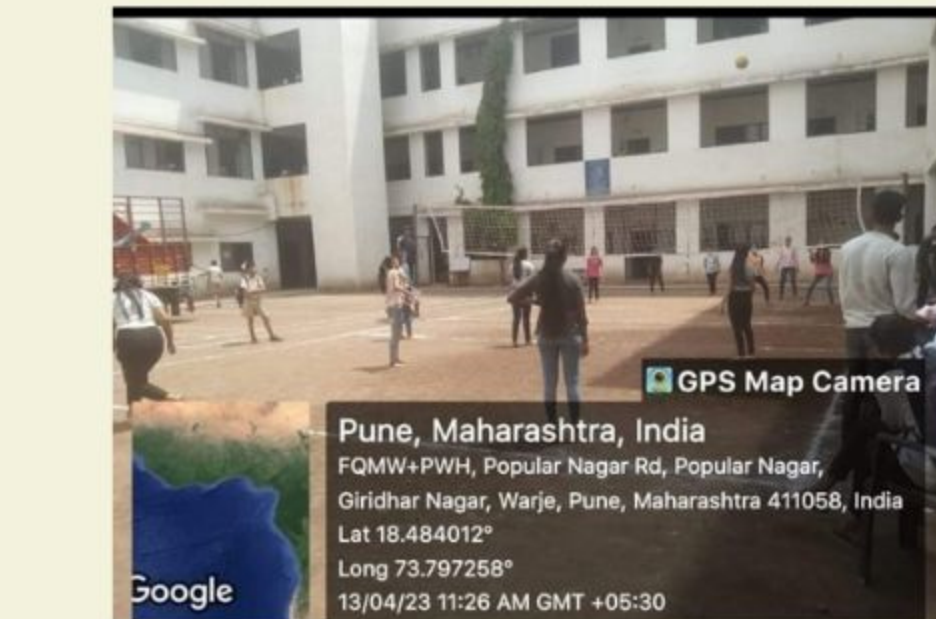 GPS Map Camera
Pune, Maharashtra, India
FQMW+PWH, Popular Nagar Rd, Popular Nagar,
Giridhar Nagar, Warje, Pune, Maharashtra 411058, India
Lat 18.484012°
Long 73.797258°
13/04/23 11:26 AM GMT +05:30
Google